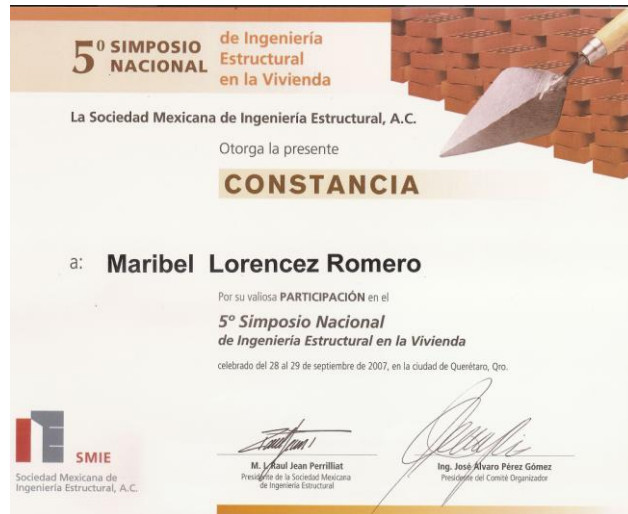 5º SIMPOSIO NACIONAL
de Ingeniería
Estructural
en la Vivienda
La Sociedad Mexicana de Ingeniería Estructural, A.C.
Otorga la presente
CONSTANCIA
a: Maribel Lorencez Romero
Por su valiosa PARTICIPACIÓN en el
5º Simposio Nacional
de Ingeniería Estructural en la Vivienda
celebrado del 28 al 29 de septiembre de 2007, en la ciudad de Querétaro, Qro.
SMIE
Sociedad Mexicana de
Ingeniería Estructural, A.C.
M. I. Raul Jean Perrilliat
Presidente de la Sociedad Mexicana
de Ingeniería Estructural
Ing. José Álvaro Pérez Gómez
Presidente del Comité Organizador